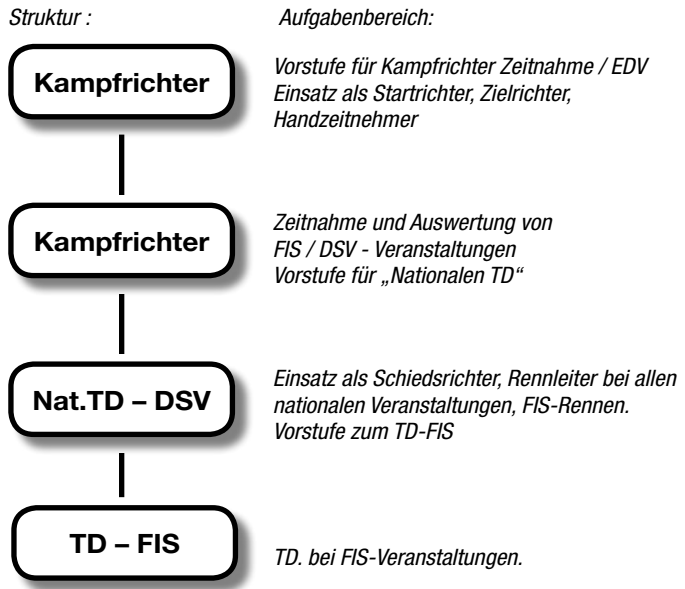 Struktur :
Aufgabenbereich:
Kampfrichter
Vorstufe für Kampfrichter Zeitnahme / EDV
Einsatz als Startrichter, Zielrichter,
Handzeitnehmer
Kampfrichter
Zeitnahme und Auswertung von
FIS / DSV - Veranstaltungen
Vorstufe für „Nationalen TD“
Nat.TD – DSV
Einsatz als Schiedsrichter, Rennleiter bei allen
nationalen Veranstaltungen, FIS-Rennen.
Vorstufe zum TD-FIS
TD – FIS
TD. bei FIS-Veranstaltungen.